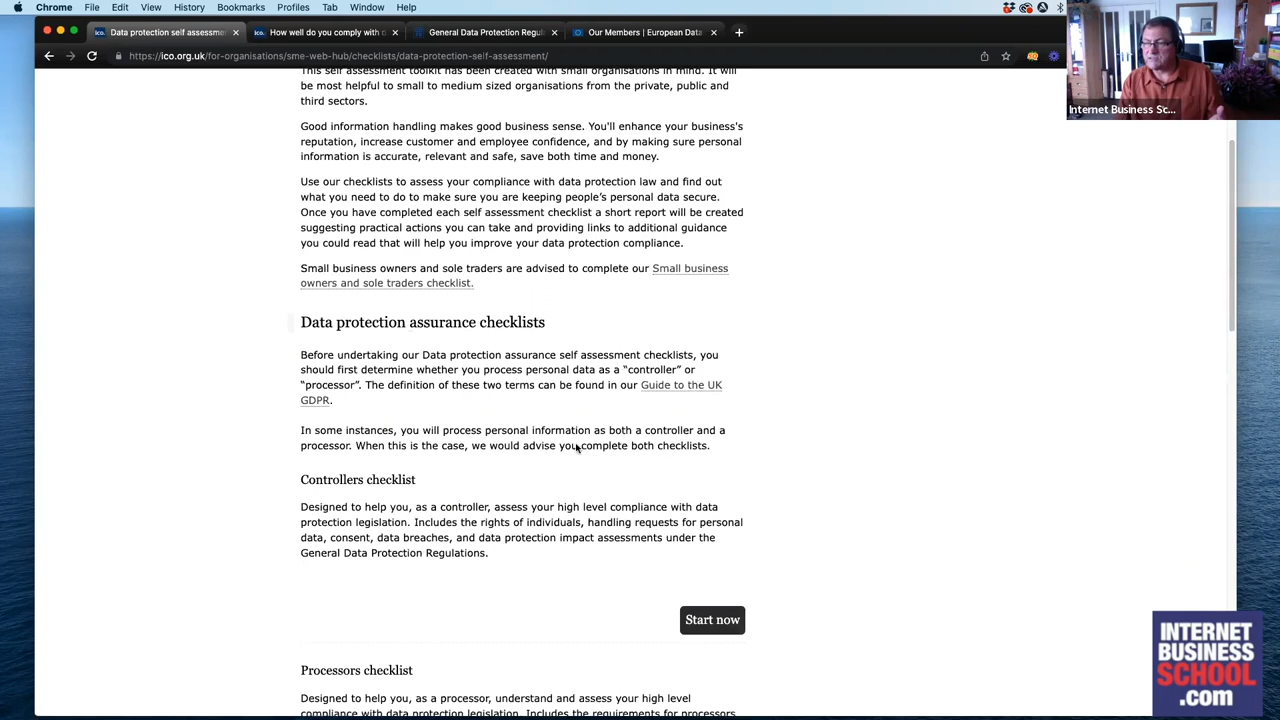 Chrome File Edit View History Bookmarks Profiles Tab Window Help
Data protection self assessme
How well do you comply with d
General Data Protection Regul
Our Members | European Data
https://ico.org.uk/for-organisations/sme-web-hub/checklists/data-protection-self-assessment/
Internet Business Sc...
This self assessment toolkit has been created with small organisations in mind. It will
be most helpful to small to medium sized organisations from the private, public and
third sectors.
Good information handling makes good business sense. You'll enhance your business's
reputation, increase customer and employee confidence, and by making sure personal
information is accurate, relevant and safe, save both time and money.
Use our checklists to assess your compliance with data protection law and find out
what you need to do to make sure you are keeping people’s personal data secure.
Once you have completed each self assessment checklist a short report will be created
suggesting practical actions you can take and providing links to additional guidance
you could read that will help you improve your data protection compliance.
Small business owners and sole traders are advised to complete our Small business
owners and sole traders checklist.
Data protection assurance checklists
Before undertaking our Data protection assurance self assessment checklists, you
should first determine whether you process personal data as a “controller” or
“processor”. The definition of these two terms can be found in our Guide to the UK
GDPR.
In some instances, you will process personal information as both a controller and a
processor. When this is the case, we would advise you complete both checklists.
Controllers checklist
Designed to help you, as a controller, assess your high level compliance with data
protection legislation. Includes the rights of individuals, handling requests for personal
data, consent, data breaches, and data protection impact assessments under the
General Data Protection Regulations.
Start now
Processors checklist
Designed to help you, as a processor, understand and assess your high level
compliance with data protection legislation. Includes the requirements for processors
INTERNET
BUSINESS
SCHOOL
.com